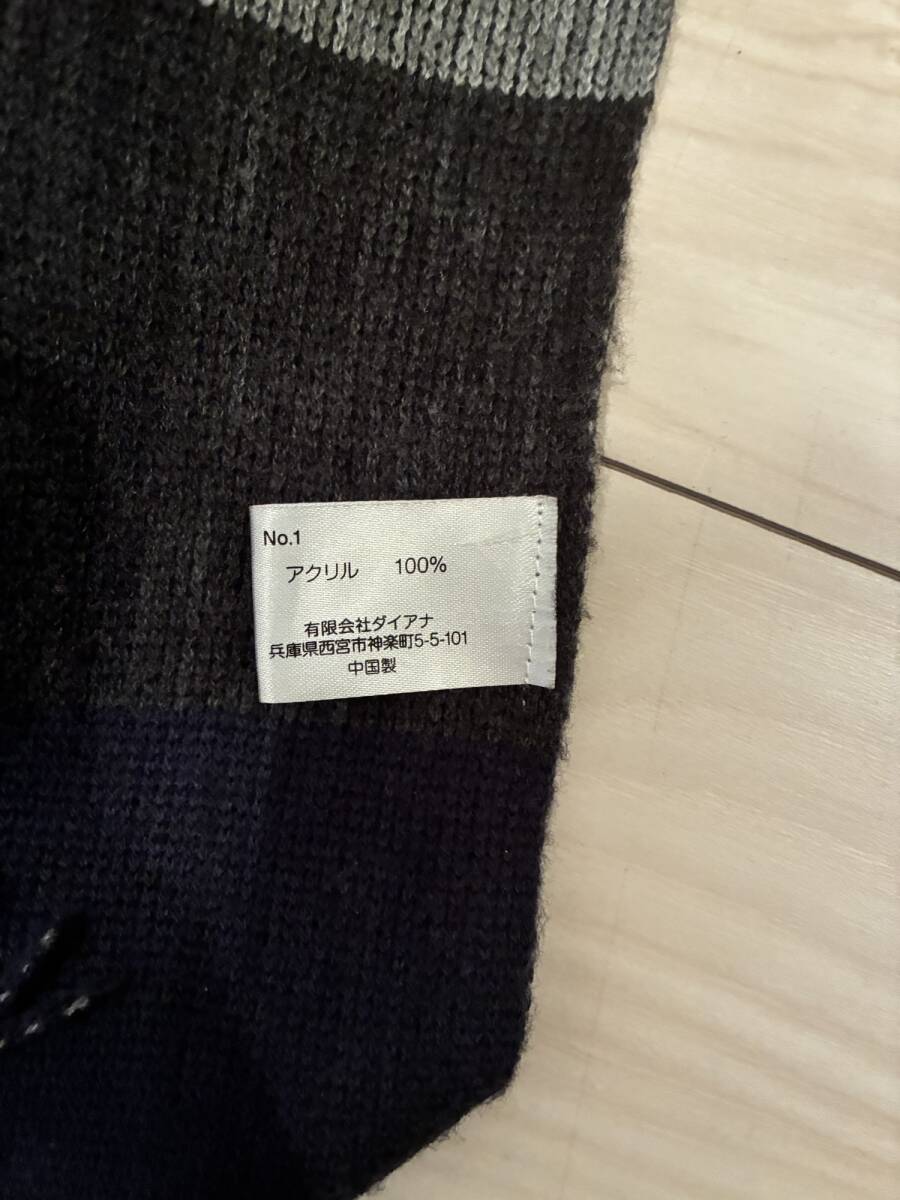 No.1
アクリル 100%
有限会社ダイアナ
兵庫県西宮市神楽町5-5-101
中国製